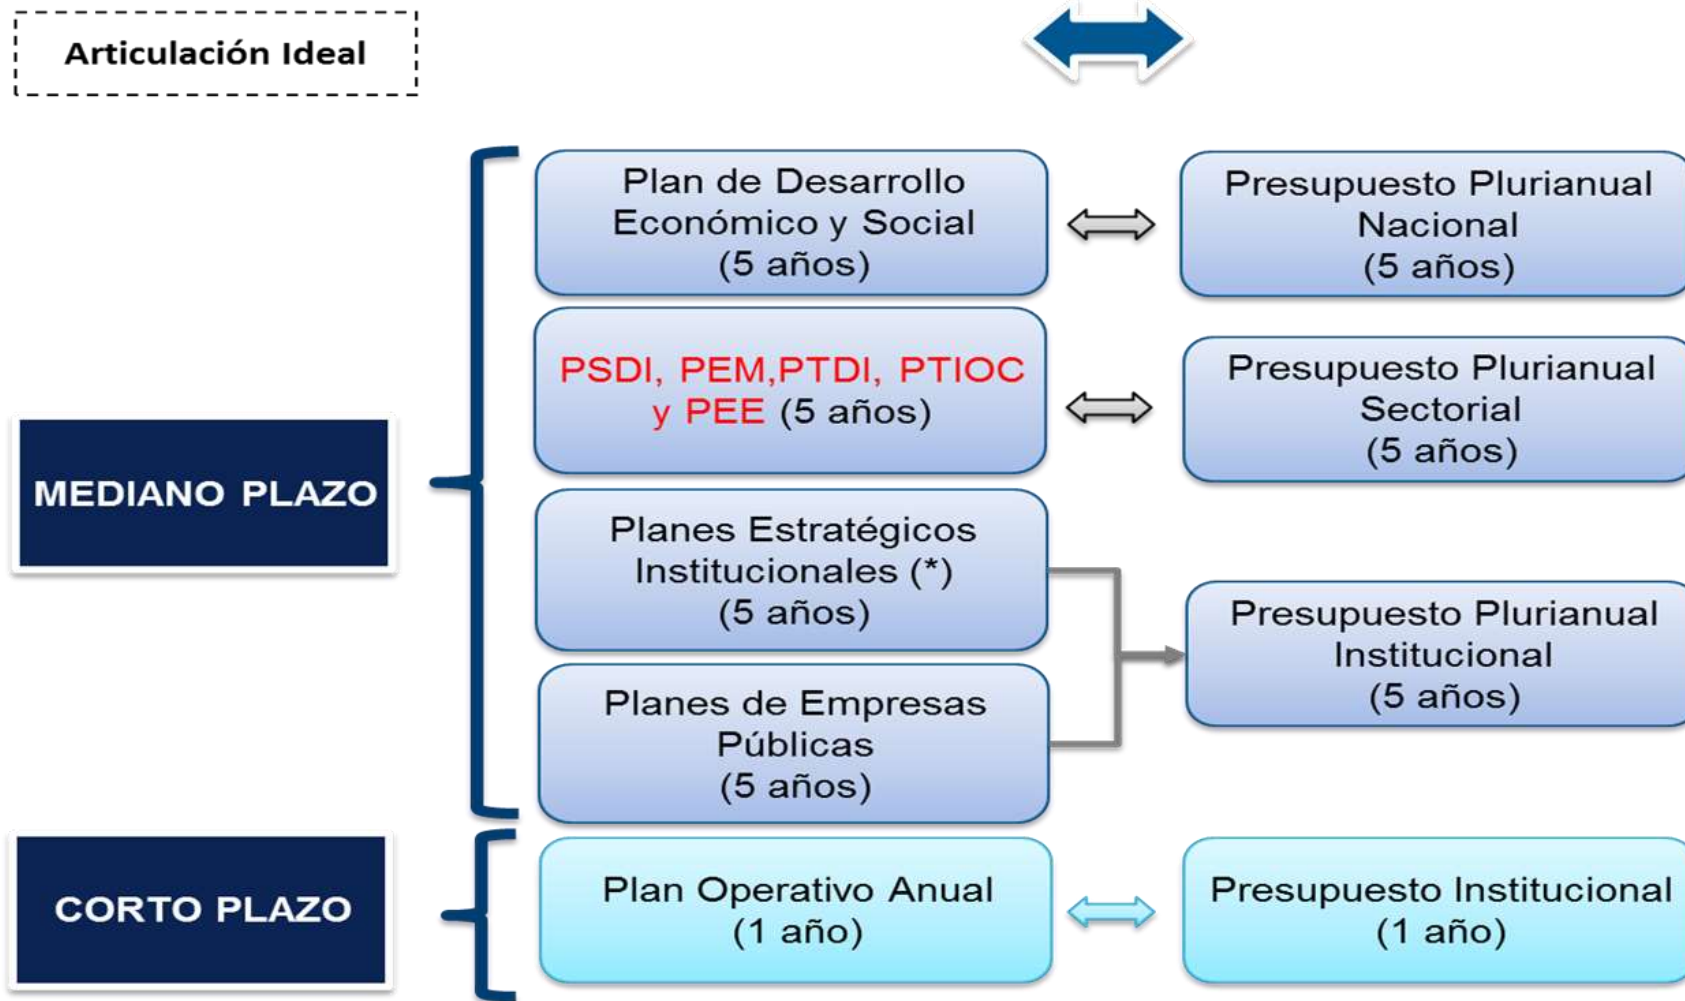 Articulación Ideal
MEDIANO PLAZO
Plan de Desarrollo
Económico y Social
(5 años)
Presupuesto Plurianual
Nacional
(5 años)
PSDI, PEM,PTDI, PTIOC
y PEE (5 años)
Presupuesto Plurianual
Sectorial
(5 años)
Planes Estratégicos
Institucionales (*)
(5 años)
Planes de Empresas
Públicas
(5 años)
Presupuesto Plurianual
Institucional
(5 años)
CORTO PLAZO
Plan Operativo Anual
(1 año)
Presupuesto Institucional
(1 año)